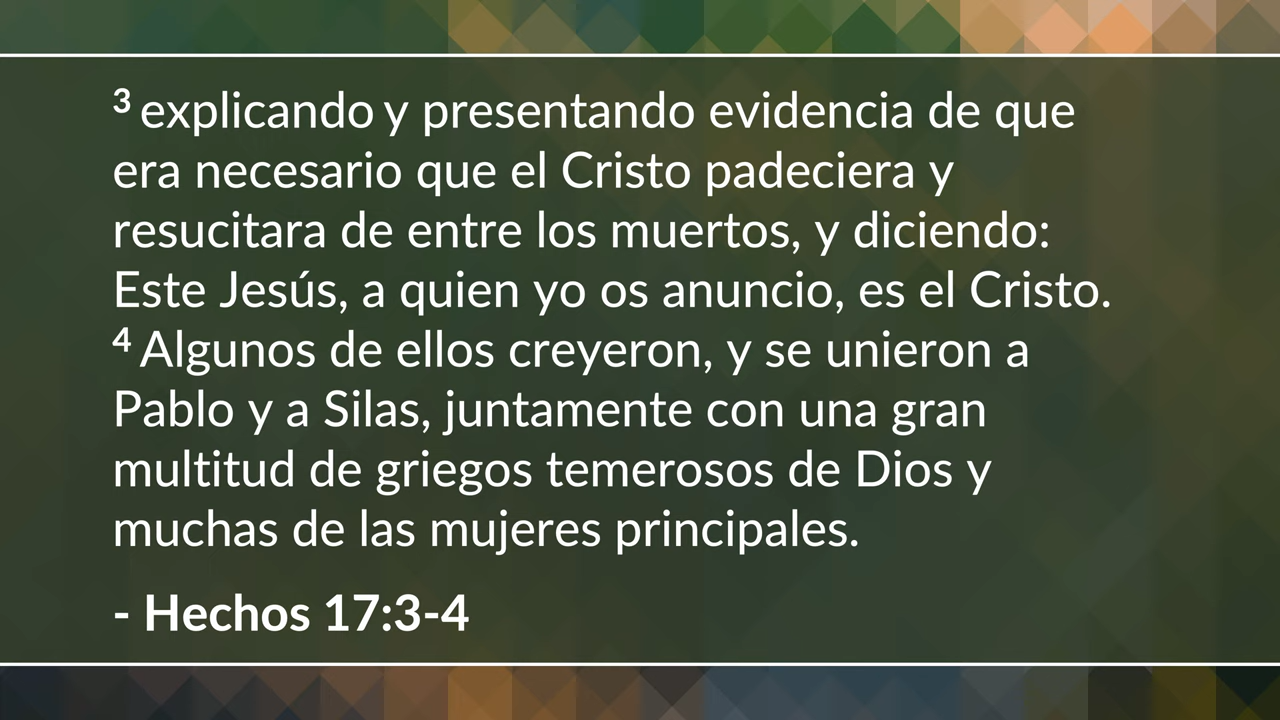 ³ explicando y presentando evidencia de que
era necesario que el Cristo padeciera y
resucitara de entre los muertos, y diciendo:
Este Jesús, a quien yo os anuncio, es el Cristo.
⁴ Algunos de ellos creyeron, y se unieron a
Pablo y a Silas, juntamente con una gran
multitud de griegos temerosos de Dios y
muchas de las mujeres principales.
- Hechos 17:3-4